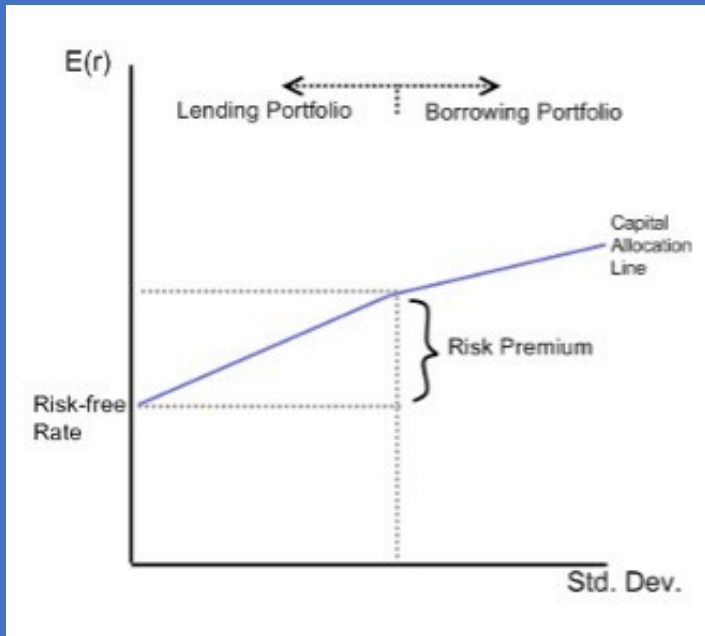 E(r)
Lending Portfolio
Borrowing Portfolio
Capital
Allocation
Line
Risk Premium
Risk-free
Rate
Std. Dev.